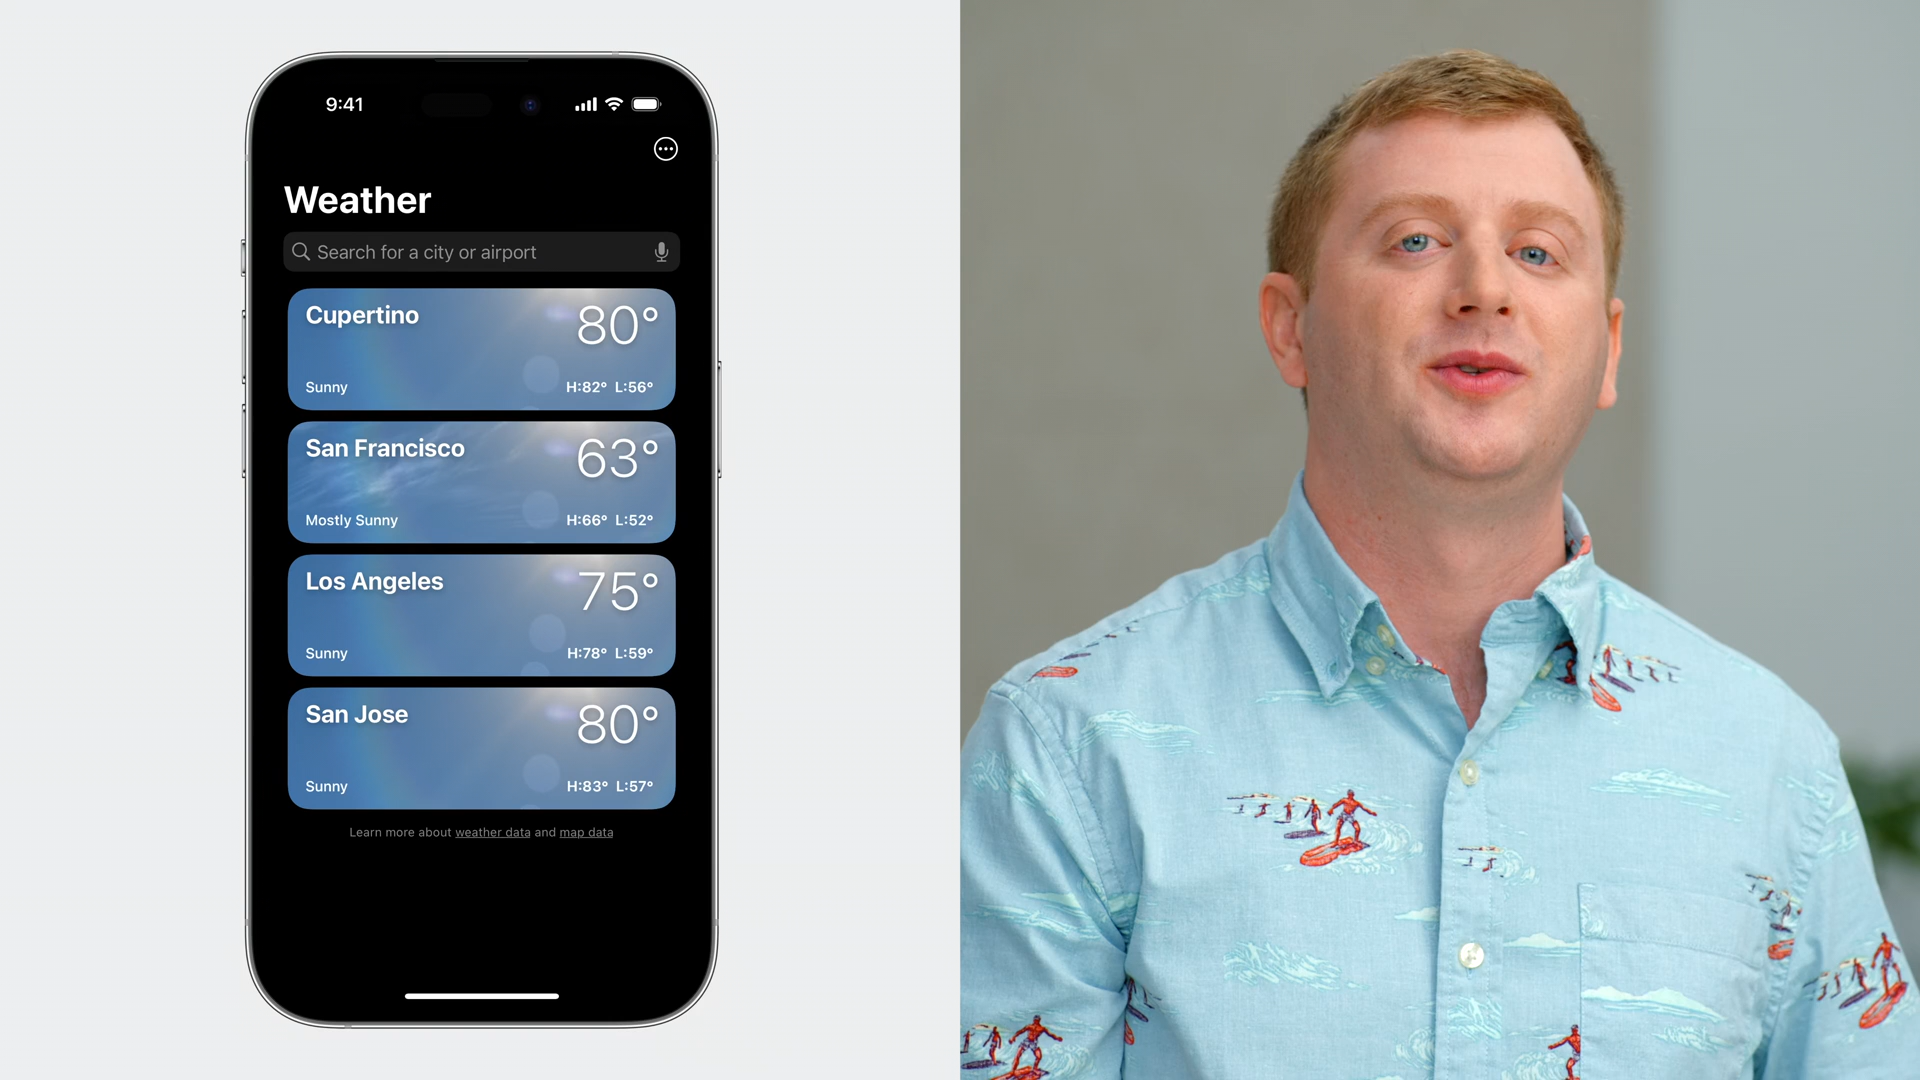 9:41
Weather
Search for a city or airport
Cupertino 80°
Sunny H:82° L:56°
San Francisco 63°
Mostly Sunny H:66° L:52°
Los Angeles 75°
Sunny H:78° L:59°
San Jose 80°
Sunny H:83° L:57°
Learn more about weather data and map data